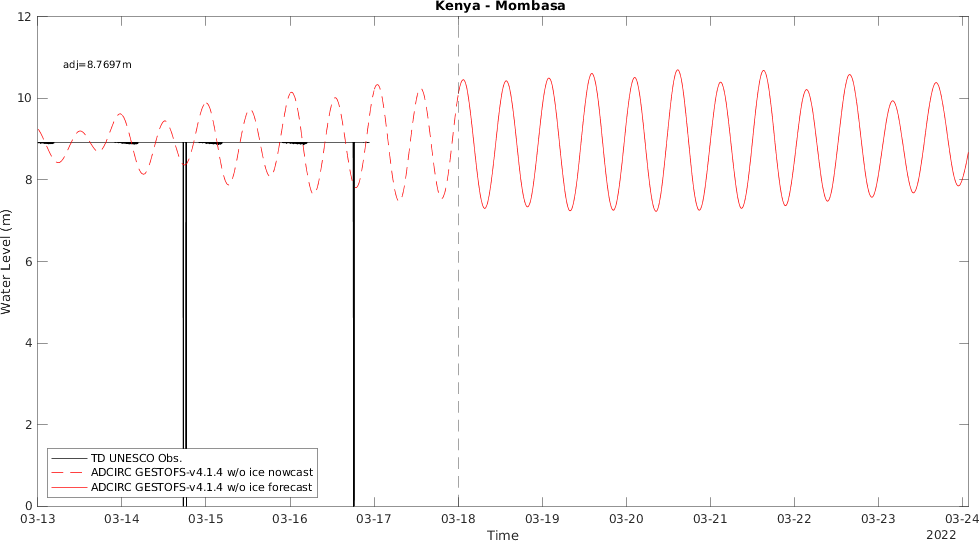 Kenya - Mombasa
12
adj=8.7697m
10
8
6
4
2
0
Water Level (m)
TD UNESCO Obs.
ADCIRC GESTOFS-v4.1.4 w/o ice nowcast
ADCIRC GESTOFS-v4.1.4 w/o ice forecast
03-13 03-14 03-15 03-16 03-17 03-18 03-19 03-20 03-21 03-22 03-23 03-24
Time
2022